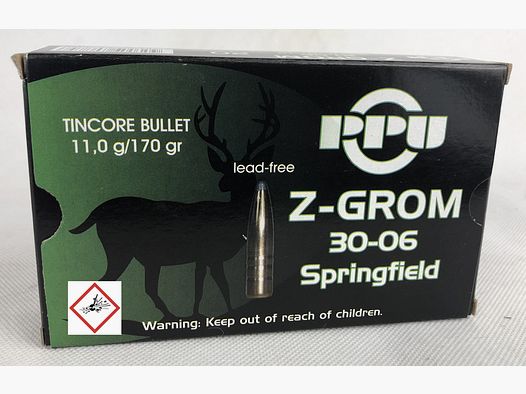 TINCORE BULLET
11,0 g/170 gr
lead-free
PPU
Z-GROM
30-06
Springfield
Warning: Keep out of reach of children.